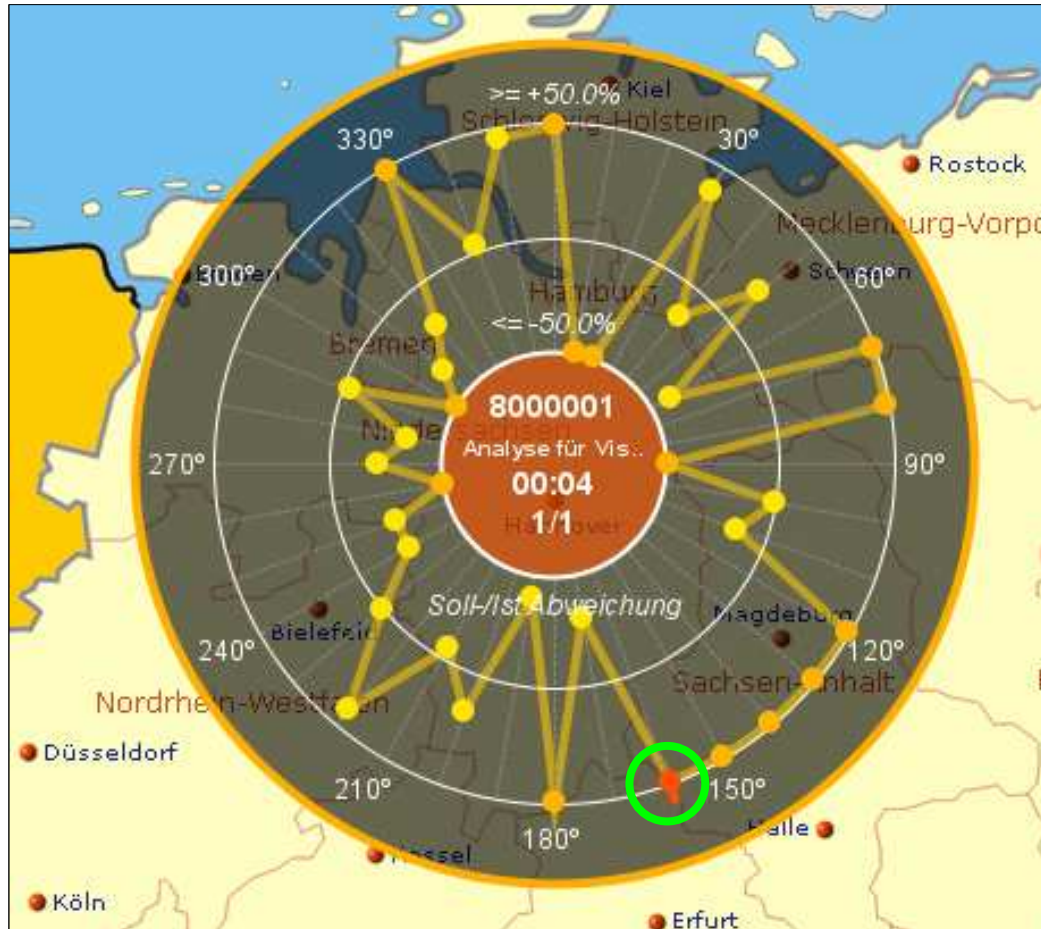 >= +50.0%
Kiel
Schleswig-Holstein
330°
30°
Rostock
Mecklenburg-Vorpo
Schwerin
300°
60°
Hamburg
<= -50.0%
Bremen
8000001
Niedersachsen
Analyse für Vis..
270°
90°
00:04
1/1
Hannover
Soll-/Ist Abweichung
Magdeburg
Bielefeld
240°
120°
Sachsen-Anhalt
Nordrhein-Westfalen
Düsseldorf
210°
150°
180°
Halle
Kassel
Köln
Erfurt